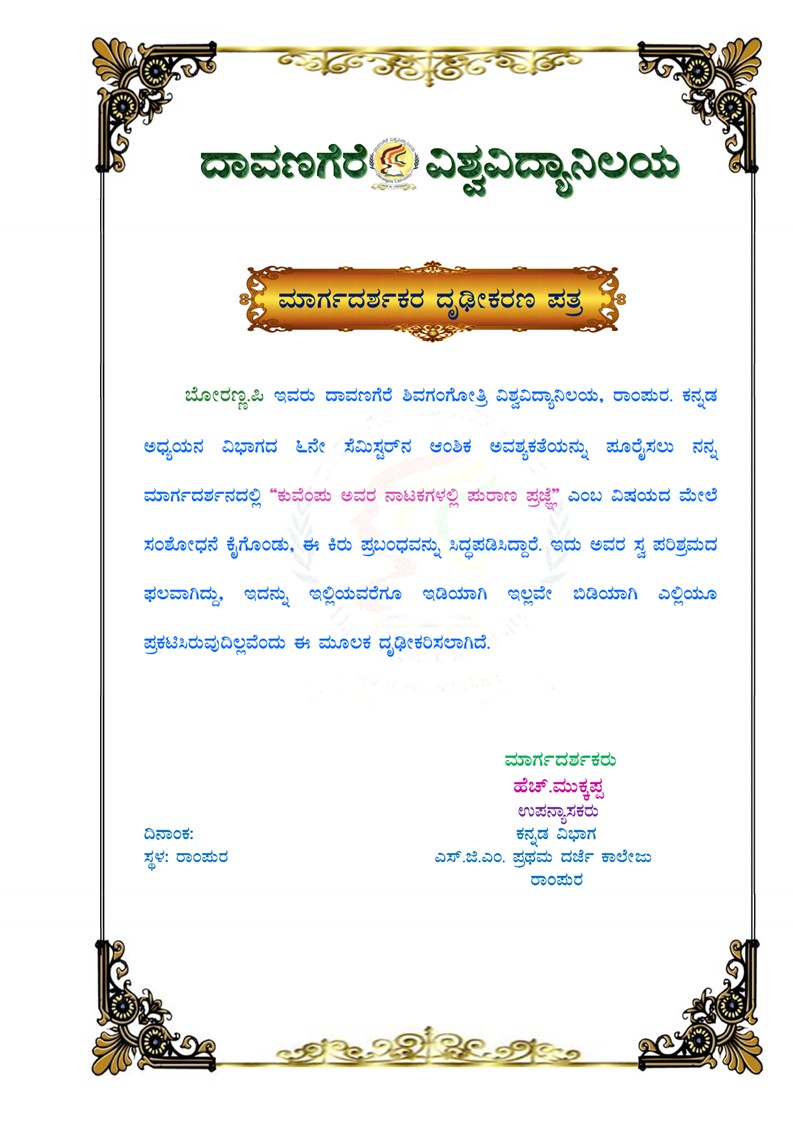 ದಾವಣಗೆರೆ ವಿಶ್ವವಿದ್ಯಾನಿಲಯ
ಮಾರ್ಗದರ್ಶಕರ ದೃಢೀಕರಣ ಪತ್ರ
ಬೋರಣ್ಣ.ಪಿ ಇವರು ದಾವಣಗೆರೆ ಶಿವಗಂಗೋತ್ರಿ ವಿಶ್ವವಿದ್ಯಾನಿಲಯ, ರಾಂಪುರ. ಕನ್ನಡ
ಅಧ್ಯಯನ ವಿಭಾಗದ ೬ನೇ ಸೆಮಿಸ್ಟರ್‌ನ ಆಂಶಿಕ ಅವಶ್ಯಕತೆಯನ್ನು ಪೂರೈಸಲು ನನ್ನ
ಮಾರ್ಗದರ್ಶನದಲ್ಲಿ “ಕುವೆಂಪು ಅವರ ನಾಟಕಗಳಲ್ಲಿ ಪುರಾಣ ಪ್ರಜ್ಞೆ” ಎಂಬ ವಿಷಯದ ಮೇಲೆ
ಸಂಶೋಧನೆ ಕೈಗೊಂಡು, ಈ ಕಿರು ಪ್ರಬಂಧವನ್ನು ಸಿದ್ಧಪಡಿಸಿದ್ದಾರೆ. ಇದು ಅವರ ಸ್ವ ಪರಿಶ್ರಮದ
ಫಲವಾಗಿದ್ದು, ಇದನ್ನು ಇಲ್ಲಿಯವರೆಗೂ ಇಡಿಯಾಗಿ ಇಲ್ಲವೇ ಬಿಡಿಯಾಗಿ ಎಲ್ಲಿಯೂ
ಪ್ರಕಟಿಸಿರುವುದಿಲ್ಲವೆಂದು ಈ ಮೂಲಕ ದೃಢೀಕರಿಸಲಾಗಿದೆ.
ಮಾರ್ಗದರ್ಶಕರು
ಹೆಚ್.ಮುಕ್ಕಪ್ಪ
ಉಪನ್ಯಾಸಕರು
ದಿನಾಂಕ: ಕನ್ನಡ ವಿಭಾಗ
ಸ್ಥಳ: ರಾಂಪುರ ಎಸ್.ಜಿ.ಎಂ. ಪ್ರಥಮ ದರ್ಜೆ ಕಾಲೇಜು
ರಾಂಪುರ